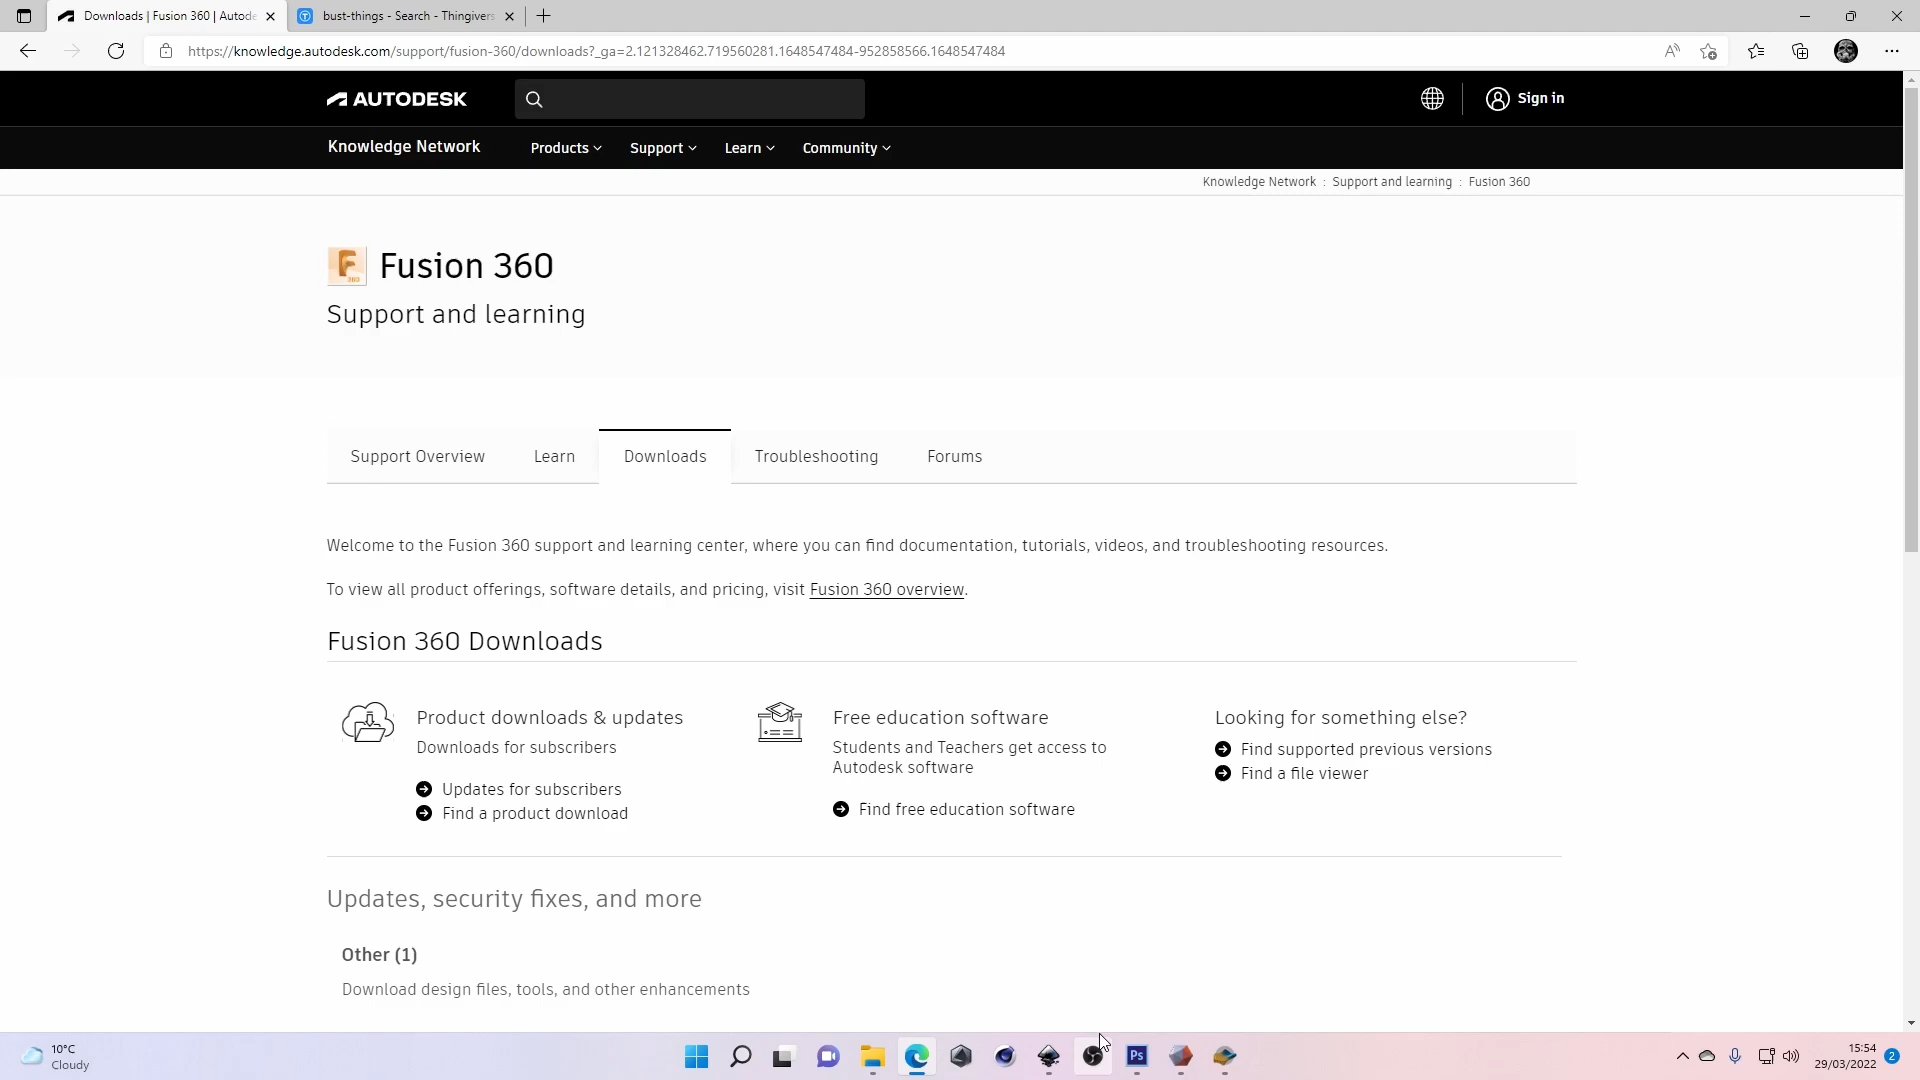 Downloads | Fusion 360 | Autode
bust-things - Search - Thingivers
https://knowledge.autodesk.com/support/fusion-360/downloads?_ga=2.121328462.719560281.1648547484-952858566.1648547484
AUTODESK
Sign in
Knowledge Network
Products
Support
Learn
Community
Knowledge Network : Support and learning : Fusion 360
Fusion 360
Support and learning
Support Overview
Learn
Downloads
Troubleshooting
Forums
Welcome to the Fusion 360 support and learning center, where you can find documentation, tutorials, videos, and troubleshooting resources.
To view all product offerings, software details, and pricing, visit Fusion 360 overview.
Fusion 360 Downloads
Product downloads & updates
Downloads for subscribers
Updates for subscribers
Find a product download
Free education software
Students and Teachers get access to
Autodesk software
Find free education software
Looking for something else?
Find supported previous versions
Find a file viewer
Updates, security fixes, and more
Other (1)
Download design files, tools, and other enhancements
10°C
Cloudy
Ps
15:54
29/03/2022
2